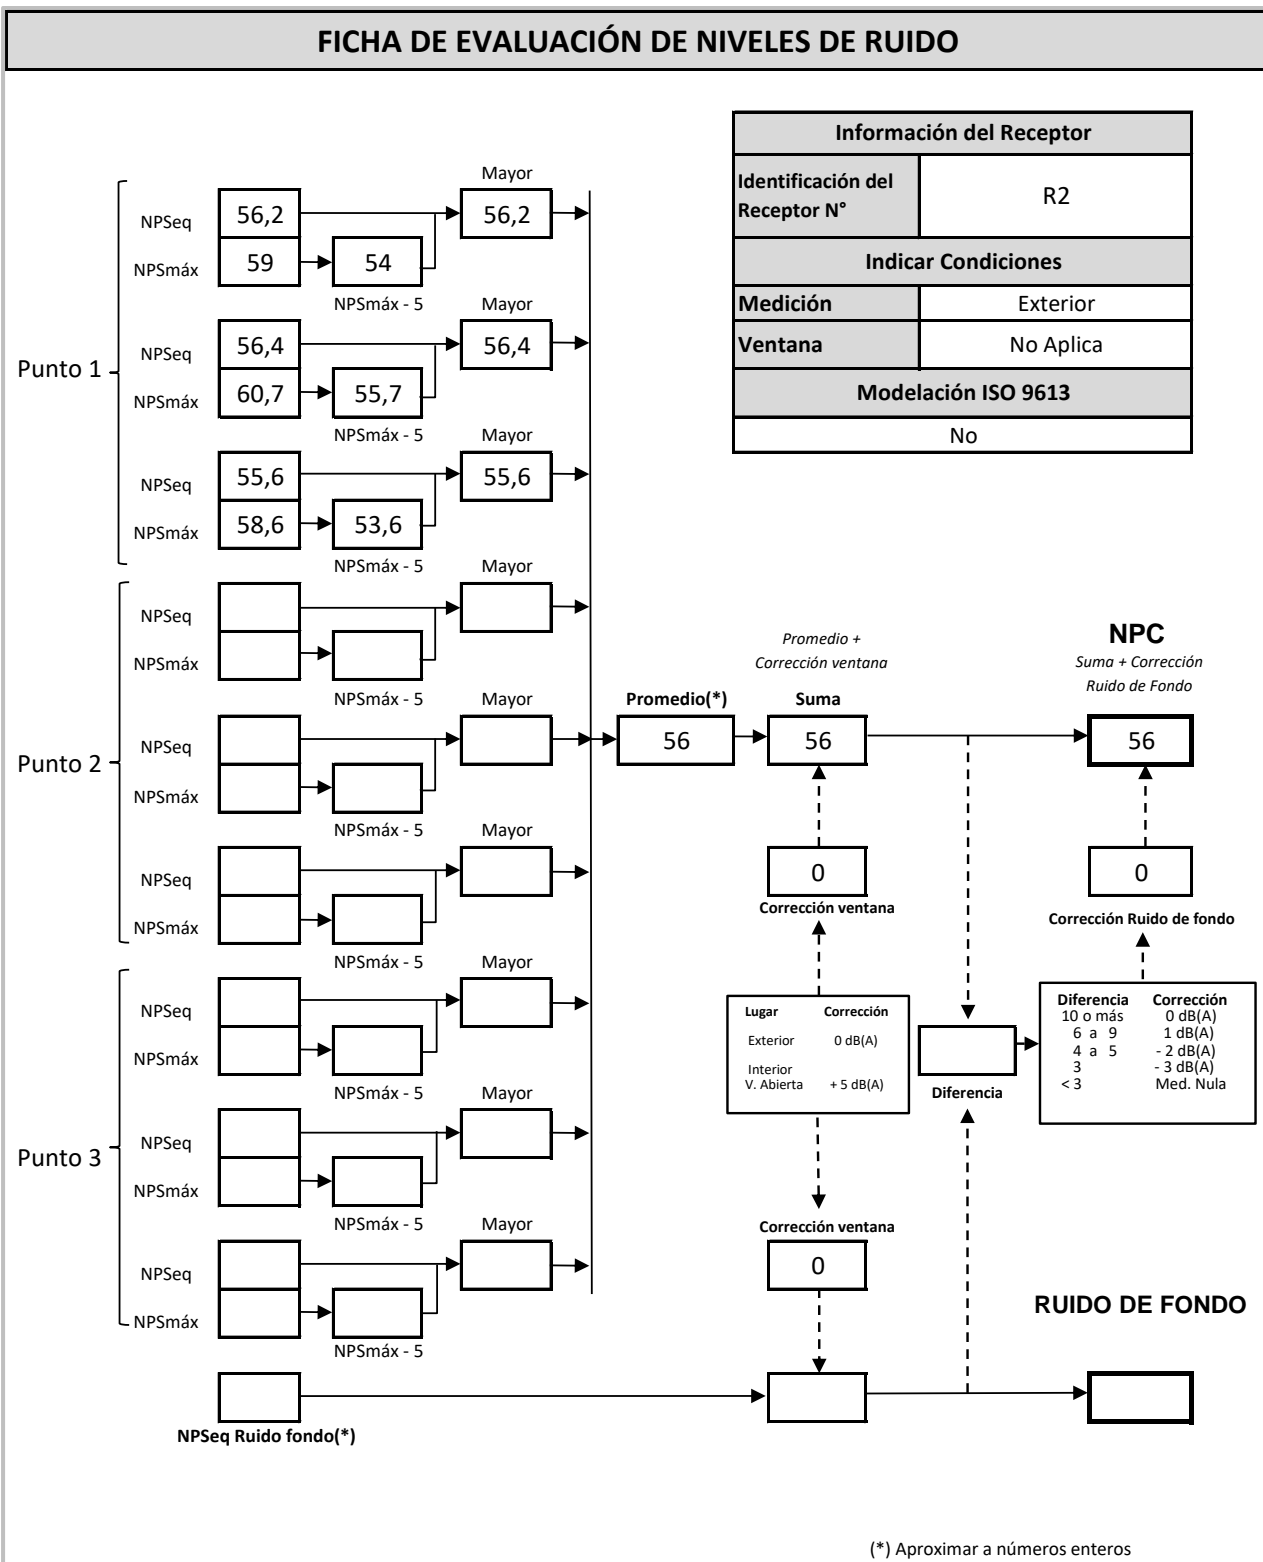 FICHA DE EVALUACIÓN DE NIVELES DE RUIDO
Información del Receptor
Identificación del Receptor N° R2
Indicar Condiciones
Medición Exterior
Ventana No Aplica
Modelación ISO 9613
No
Punto 1
Mayor
NPSeq 56,2 56,2
NPSmáx 59 54
NPSmáx - 5
Mayor
NPSeq 56,4 56,4
NPSmáx 60,7 55,7
NPSmáx - 5
Mayor
NPSeq 55,6 55,6
NPSmáx 58,6 53,6
NPSmáx - 5
Punto 2
Mayor
NPSeq
NPSmáx
NPSmáx - 5
Mayor
NPSeq
NPSmáx
NPSmáx - 5
Mayor
NPSeq
NPSmáx
NPSmáx - 5
Punto 3
Mayor
NPSeq
NPSmáx
NPSmáx - 5
Mayor
NPSeq
NPSmáx
NPSmáx - 5
Mayor
NPSeq
NPSmáx
NPSmáx - 5
NPSeq Ruido fondo(*)
Promedio(*)
56
Promedio +
Corrección ventana
Suma
56
0
Corrección ventana
Lugar Corrección
Exterior 0 dB(A)
Interior
V. Abierta + 5 dB(A)
Corrección ventana
0
NPC
Suma + Corrección
Ruido de Fondo
56
0
Corrección Ruido de fondo
Diferencia
Diferencia Corrección
10 o más 0 dB(A)
6 a 9 1 dB(A)
4 a 5 - 2 dB(A)
3 - 3 dB(A)
< 3 Med. Nula
RUIDO DE FONDO
(*) Aproximar a números enteros